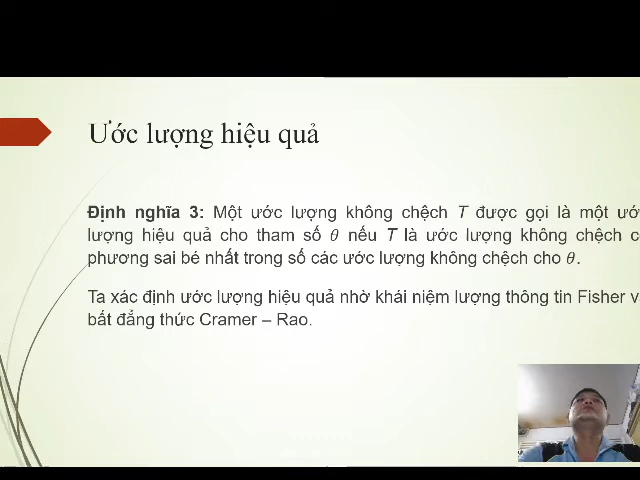 Ước lượng hiệu quả
Định nghĩa 3: Một ước lượng không chệch T được gọi là một
lượng hiệu quả cho tham số θ nếu T là ước lượng không chệch
phương sai bé nhất trong số các ước lượng không chệch cho θ.
Ta xác định ước lượng hiệu quả nhờ khái niệm lượng thông tin Fisher
bất đẳng thức Cramer – Rao.